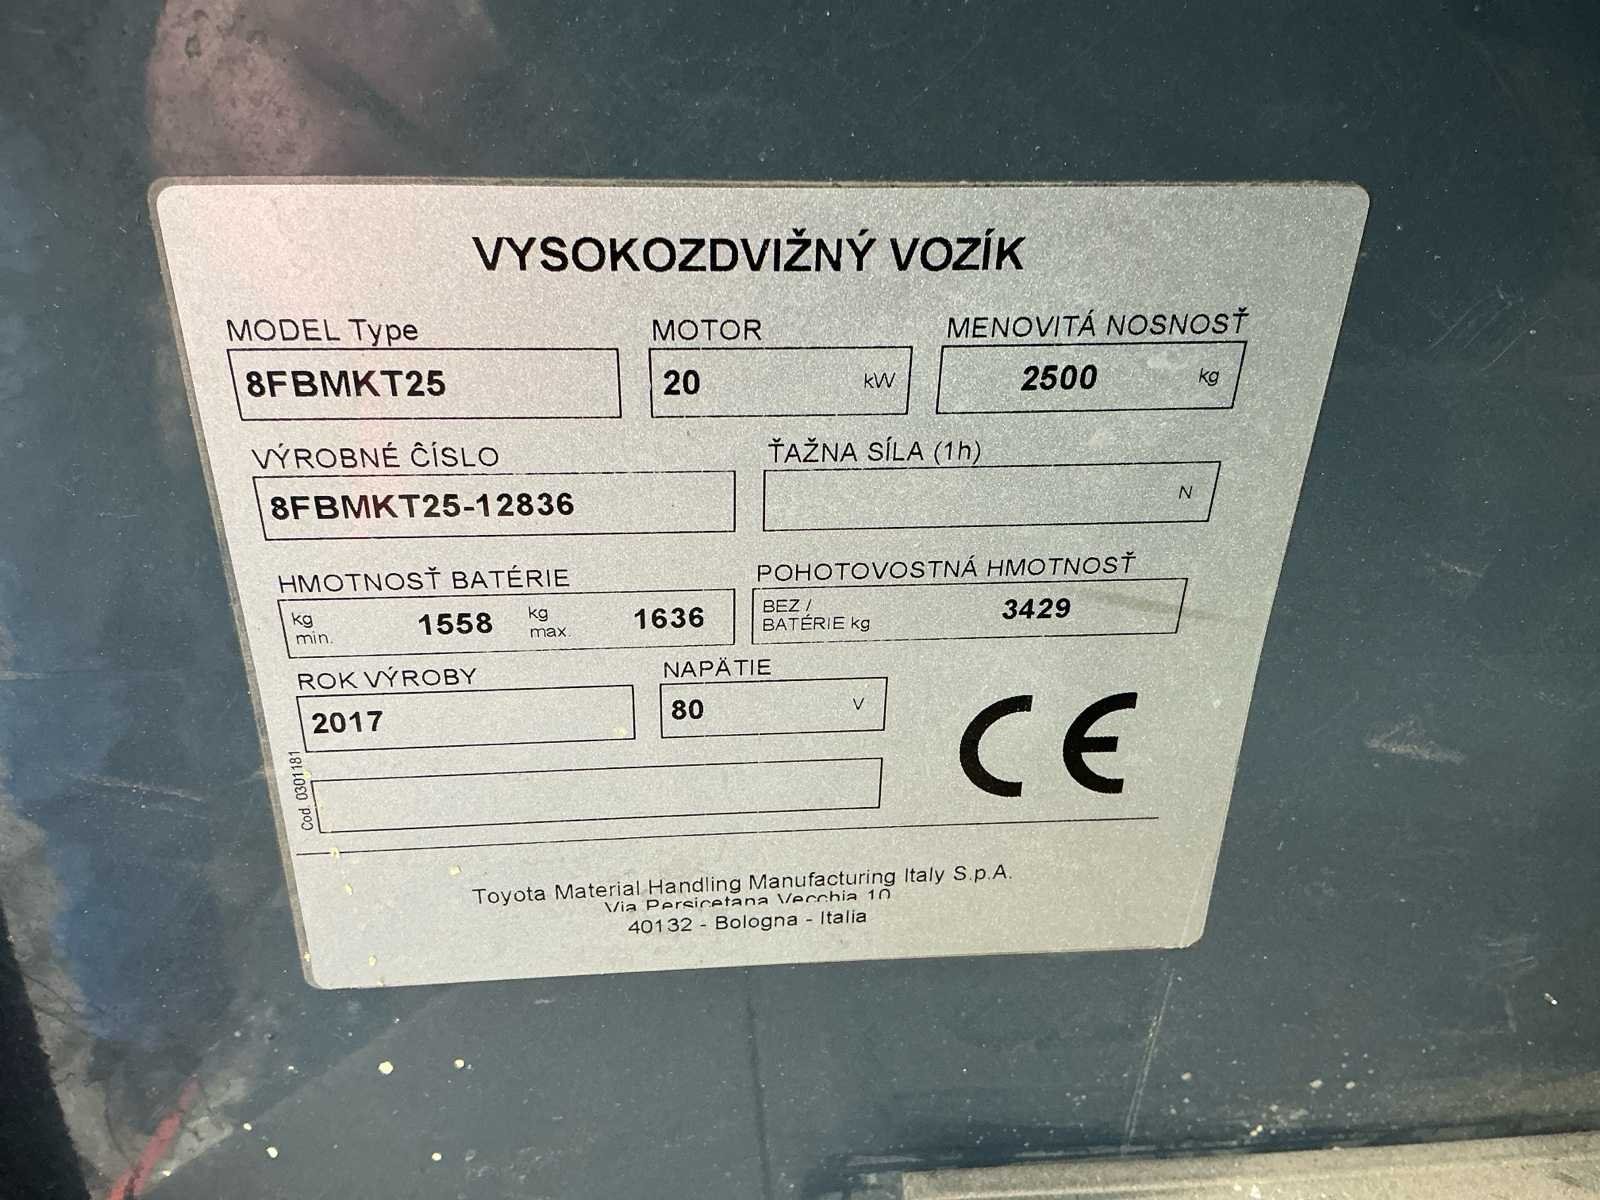 VYSOKOZDVIŽNÝ VOZÍK
MODEL Type MOTOR MENOVITÁ NOSNOSŤ
8FBMKT25 20 kW 2500 kg
VÝROBNÉ ČÍSLO ŤAŽNA SÍLA (1h)
8FBMKT25-12836 N
HMOTNOSŤ BATÉRIE POHOTOVOSTNÁ HMOTNOSŤ
kg min. 1558 kg max. 1636 BEZ / BATÉRIE kg 3429
ROK VÝROBY NAPÄTIE
2017 80 V
CE
Cod. 0301181
Toyota Material Handling Manufacturing Italy S.p.A.
Via Persicetana Vecchia 10
40132 - Bologna - Italia